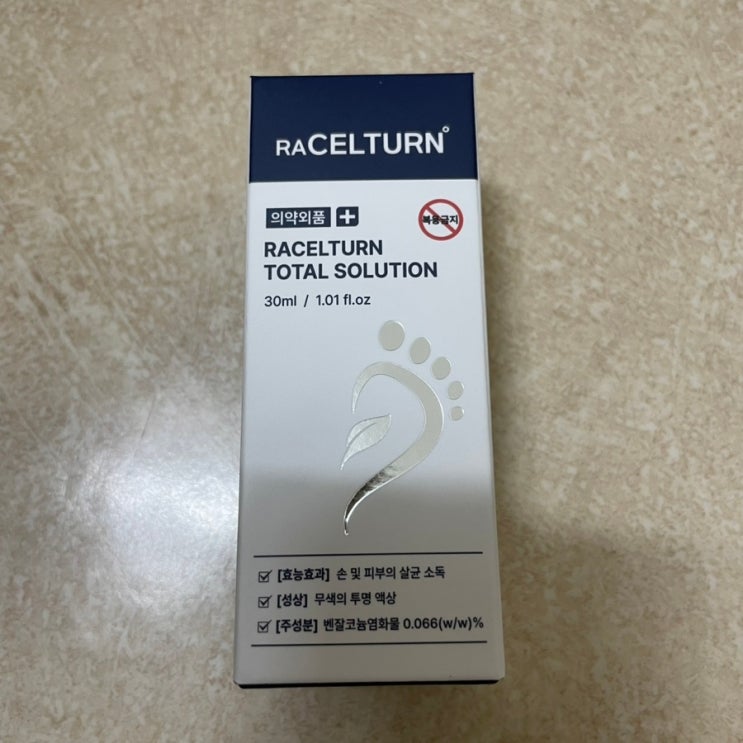 RACELTURN
의약외품
복용금지
RACELTURN
TOTAL SOLUTION
30ml / 1.01 fl.oz
[효능효과] 손 및 피부의 살균 소독
[성상] 무색의 투명 액상
[주성분] 벤잘코늄염화물 0.066(w/w)%